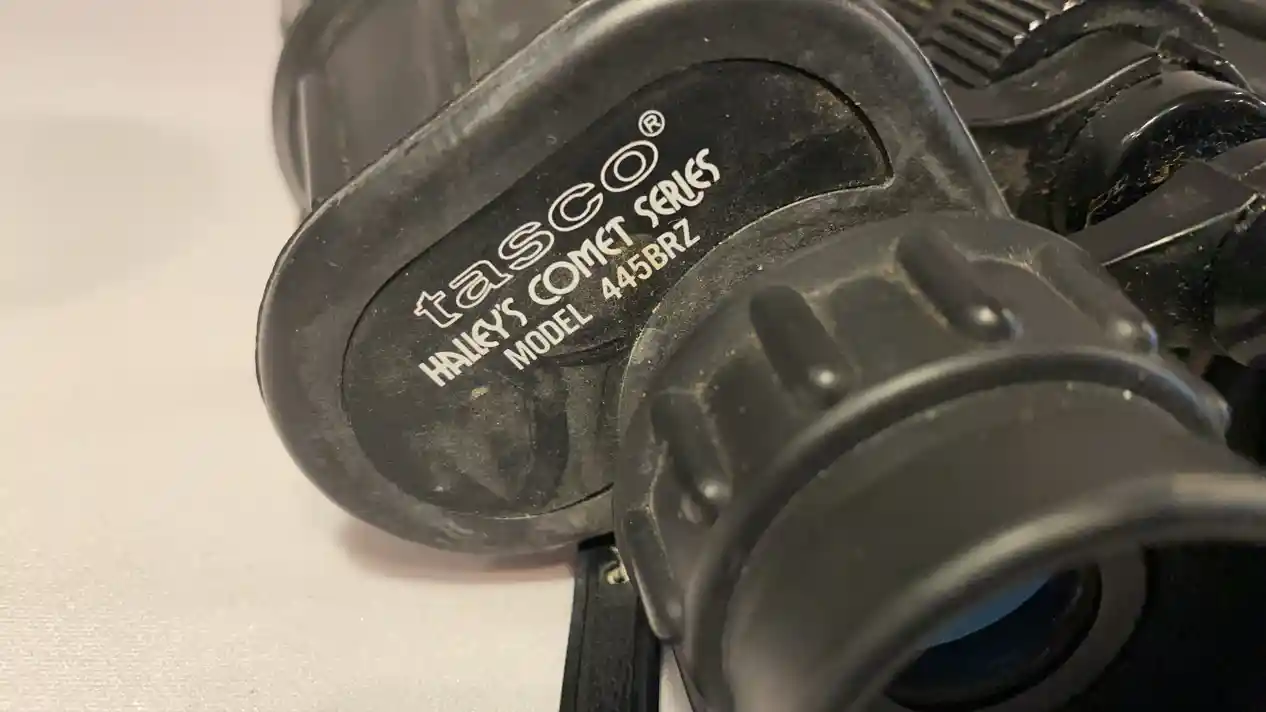 tasco®
HALLEY'S COMET SERIES
MODEL 445BRZ